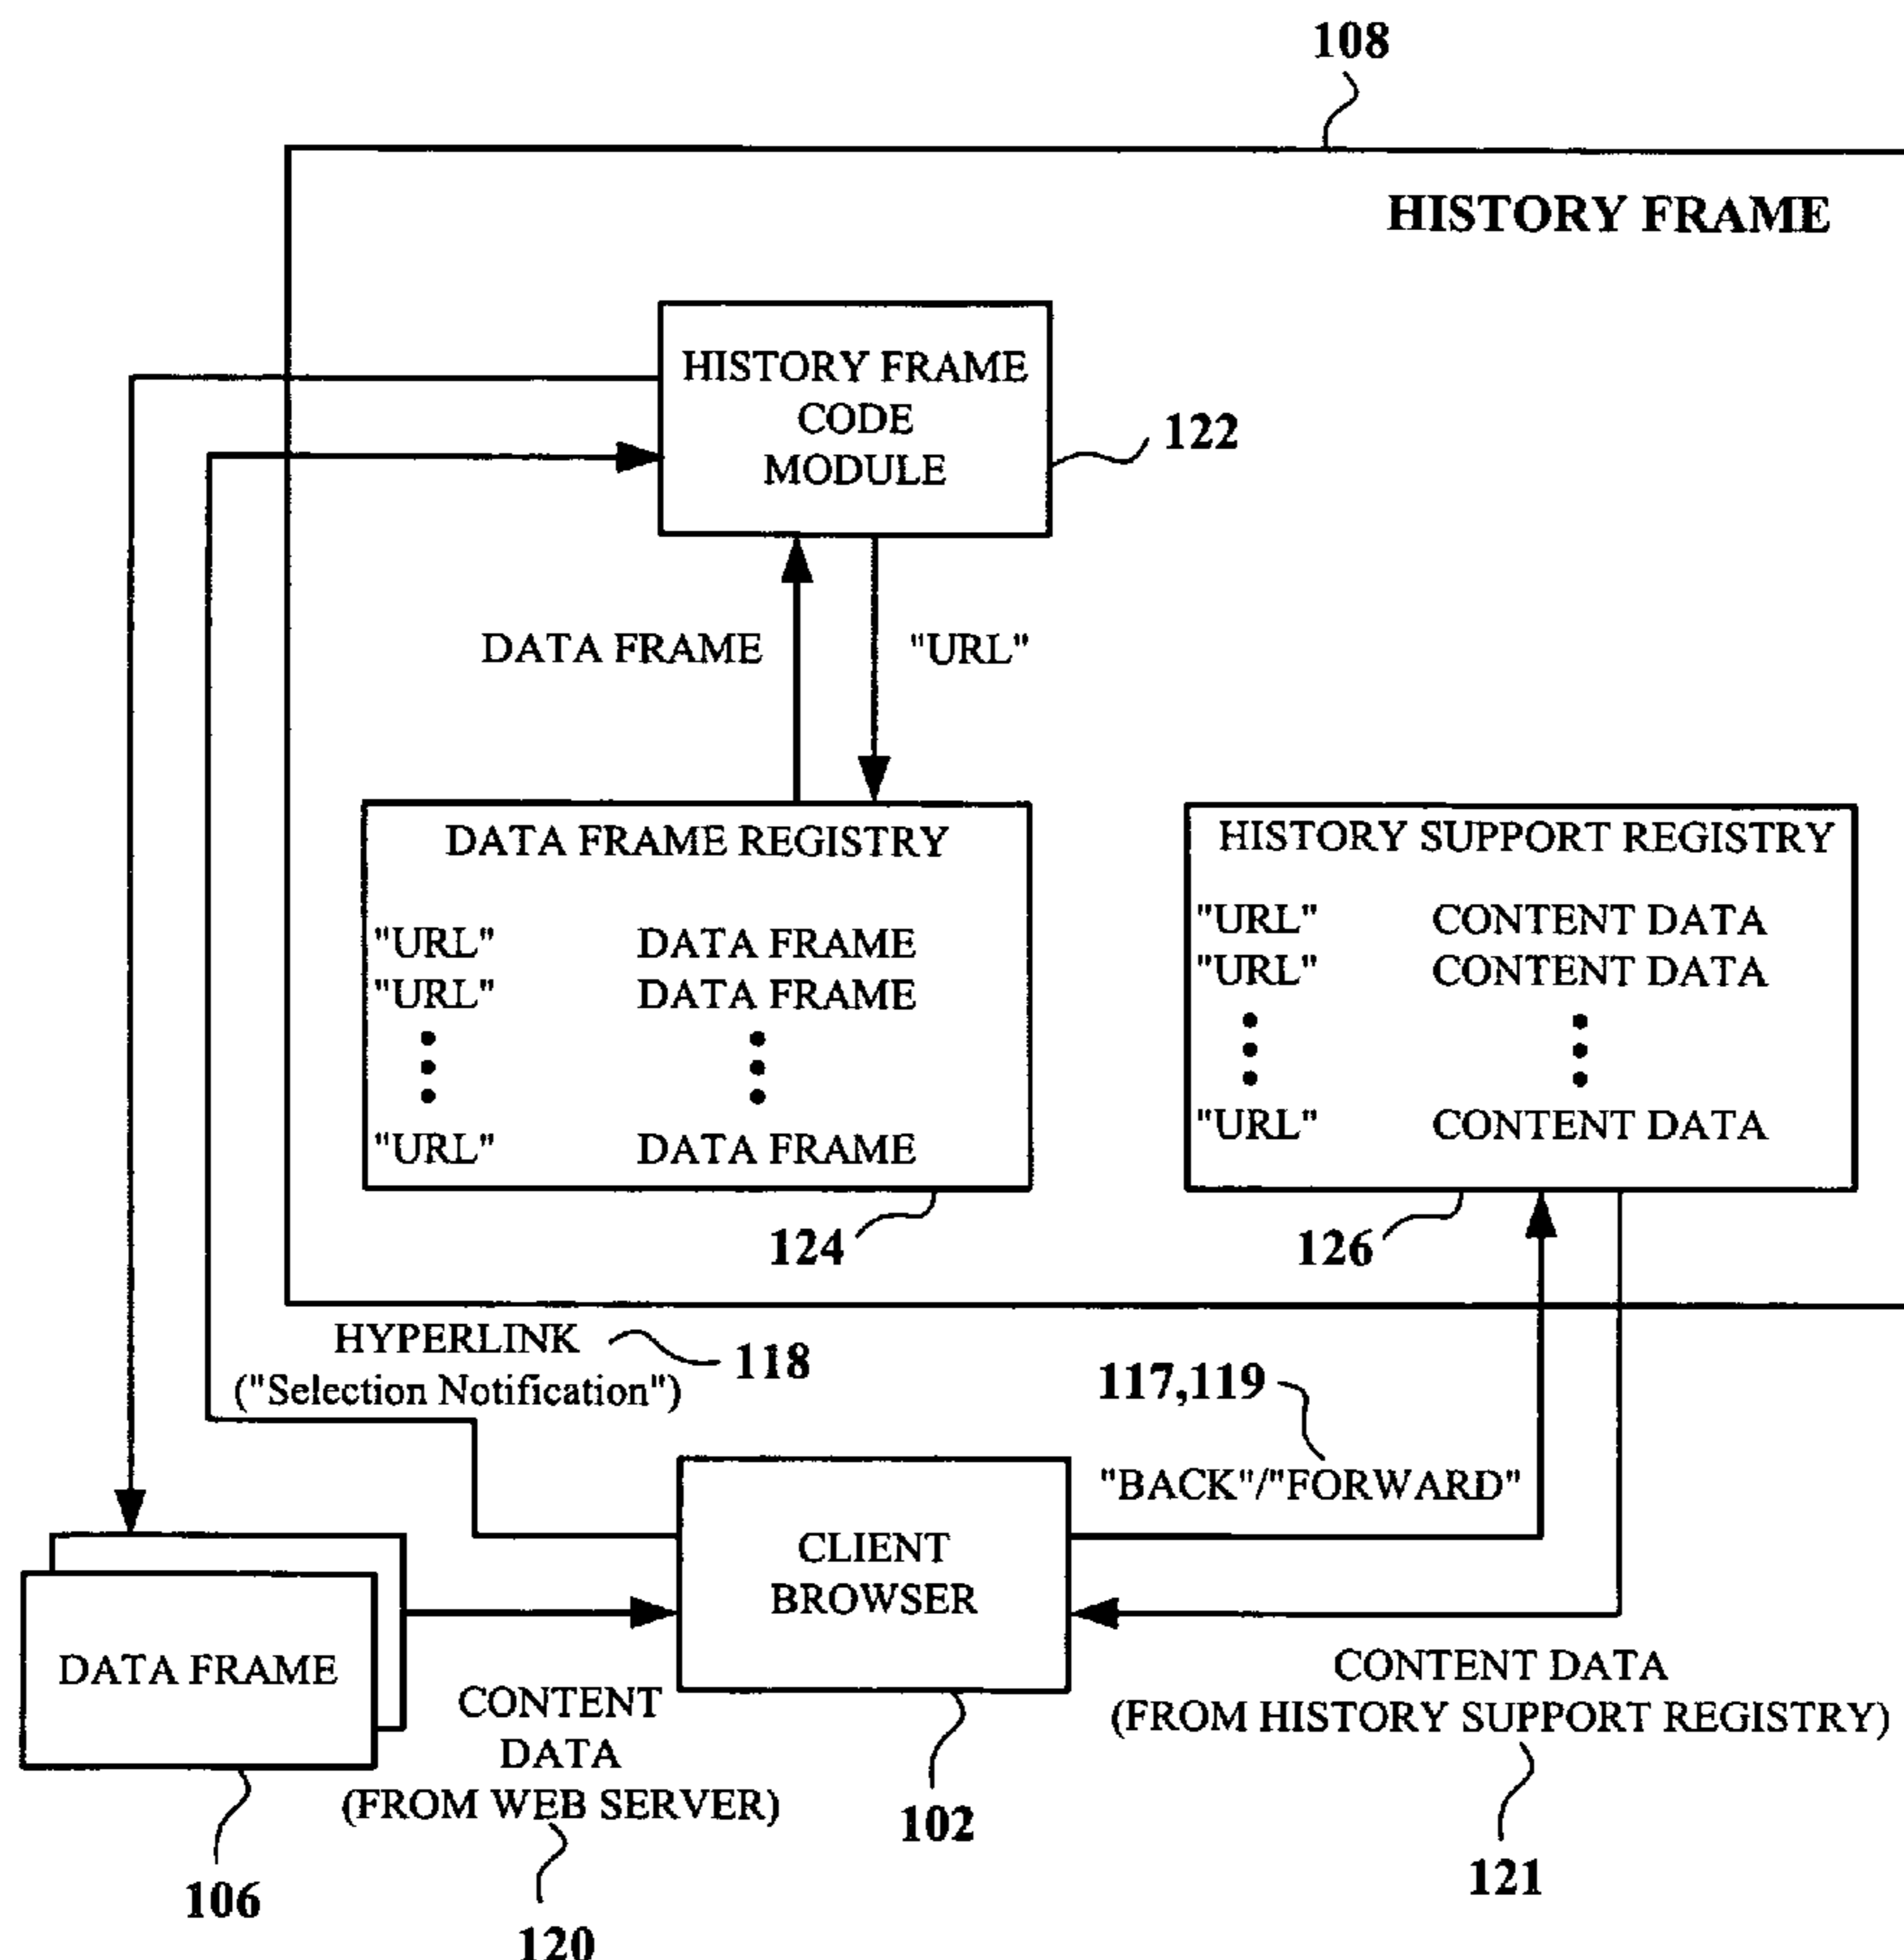 108
HISTORY FRAME
HISTORY FRAME
CODE
MODULE
122
DATA FRAME
"URL"
DATA FRAME REGISTRY
"URL" DATA FRAME
"URL" DATA FRAME
"URL" DATA FRAME
124
HISTORY SUPPORT REGISTRY
"URL" CONTENT DATA
"URL" CONTENT DATA
"URL" CONTENT DATA
126
HYPERLINK
("Selection Notification")
118
117,119
"BACK"/"FORWARD"
CLIENT
BROWSER
102
DATA FRAME
106
CONTENT
DATA
(FROM WEB SERVER)
120
CONTENT DATA
(FROM HISTORY SUPPORT REGISTRY)
121